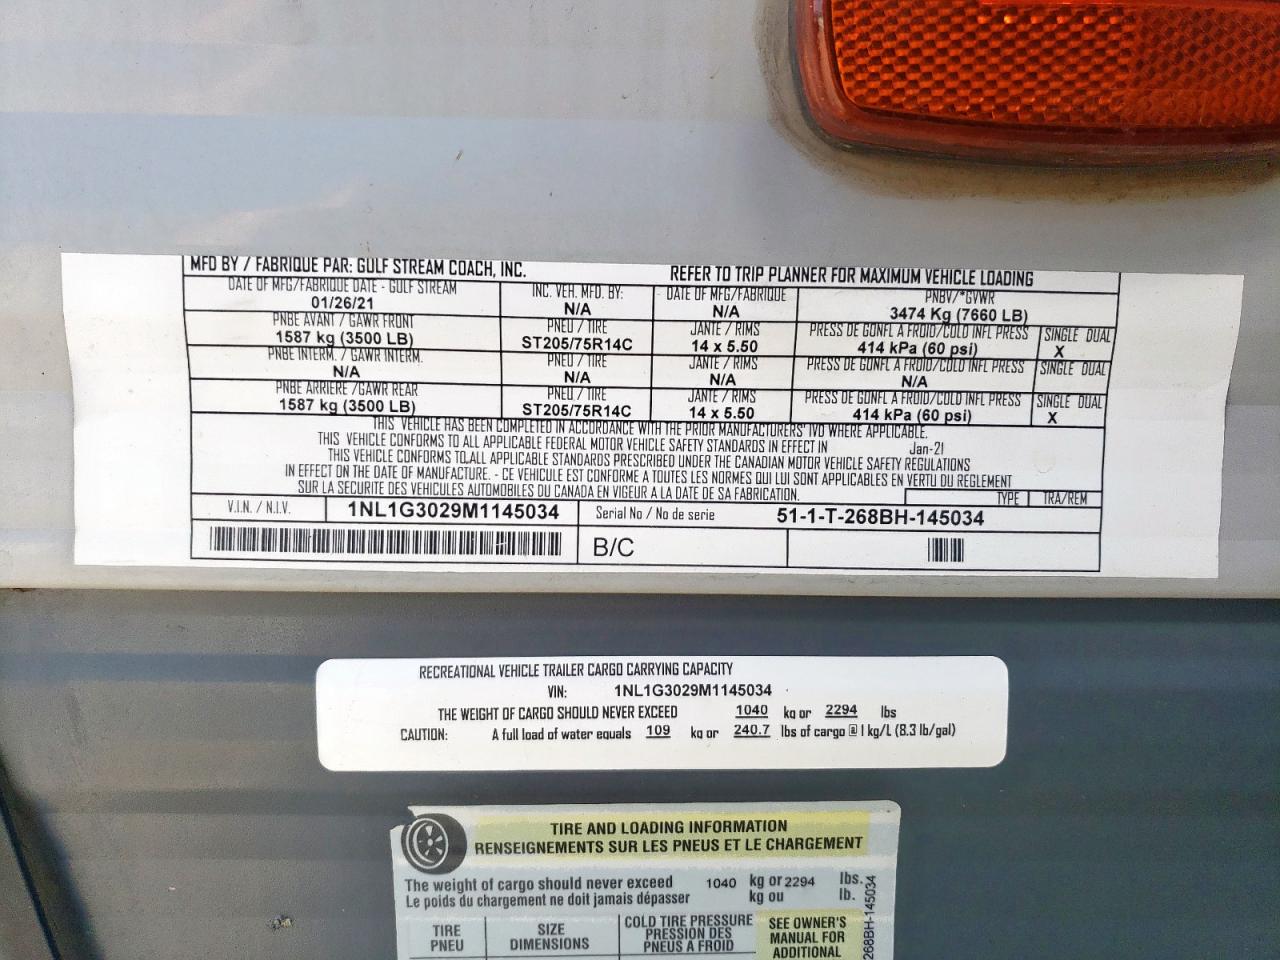 MFD BY / FABRIQUE PAR: GULF STREAM COACH, INC. REFER TO TRIP PLANNER FOR MAXIMUM VEHICLE LOADING
DATE OF MFG/FABRIQUE DATE - GULF STREAM INC. VEH. MFD. BY: DATE OF MFG/FABRIQUE PNBV/*GVWR
01/26/21 N/A N/A 3474 Kg (7660 LB)
PNBE AVANT / GAWR FRONT PNEU / TIRE JANTE / RIMS PRESS DE GONFL A FROID/COLD INFL PRESS SINGLE DUAL
1587 kg (3500 LB) ST205/75R14C 14 x 5.50 414 kPa (60 psi) X
PNBE INTERM. / GAWR INTERM. PNEU / TIRE JANTE / RIMS PRESS DE GONFL A FROID/COLD INFL PRESS SINGLE DUAL
N/A N/A N/A N/A
PNBE ARRIERE /GAWR REAR PNEU / TIRE JANTE / RIMS PRESS DE GONFL A FROID/COLD INFL PRESS SINGLE DUAL
1587 kg (3500 LB) ST205/75R14C 14 x 5.50 414 kPa (60 psi) X
THIS VEHICLE HAS BEEN COMPLETED IN ACCORDANCE WITH THE PRIOR MANUFACTURERS' IVD WHERE APPLICABLE.
THIS VEHICLE CONFORMS TO ALL APPLICABLE FEDERAL MOTOR VEHICLE SAFETY STANDARDS IN EFFECT IN Jan-21
THIS VEHICLE CONFORMS TO ALL APPLICABLE STANDARDS PRESCRIBED UNDER THE CANADIAN MOTOR VEHICLE SAFETY REGULATIONS
IN EFFECT ON THE DATE OF MANUFACTURE. - CE VEHICULE EST CONFORME A TOUTES LES NORMES QUI LUI SONT APPLICABLES EN VERTU DU REGLEMENT
SUR LA SECURITE DES VEHICULES AUTOMOBILES DU CANADA EN VIGEUR A LA DATE DE SA FABRICATION. TYPE TRA/REM
V.I.N. / N.I.V. 1NL1G3029M1145034 Serial No / No de serie 51-1-T-268BH-145034
B/C
RECREATIONAL VEHICLE TRAILER CARGO CARRYING CAPACITY
VIN: 1NL1G3029M1145034
THE WEIGHT OF CARGO SHOULD NEVER EXCEED 1040 kg or 2294 lbs
CAUTION: A full load of water equals 109 kg or 240.7 lbs of cargo @ 1 kg/L (8.3 lb/gal)
TIRE AND LOADING INFORMATION
RENSEIGNEMENTS SUR LES PNEUS ET LE CHARGEMENT
The weight of cargo should never exceed 1040 kg or 2294 lbs.
Le poids du chargement ne doit jamais dépasser kg ou lb.
TIRE SIZE COLD TIRE PRESSURE SEE OWNER'S
PNEU DIMENSIONS PRESSION DES MANUAL FOR
PNEUS A FROID ADDITIONAL
268BH-145034